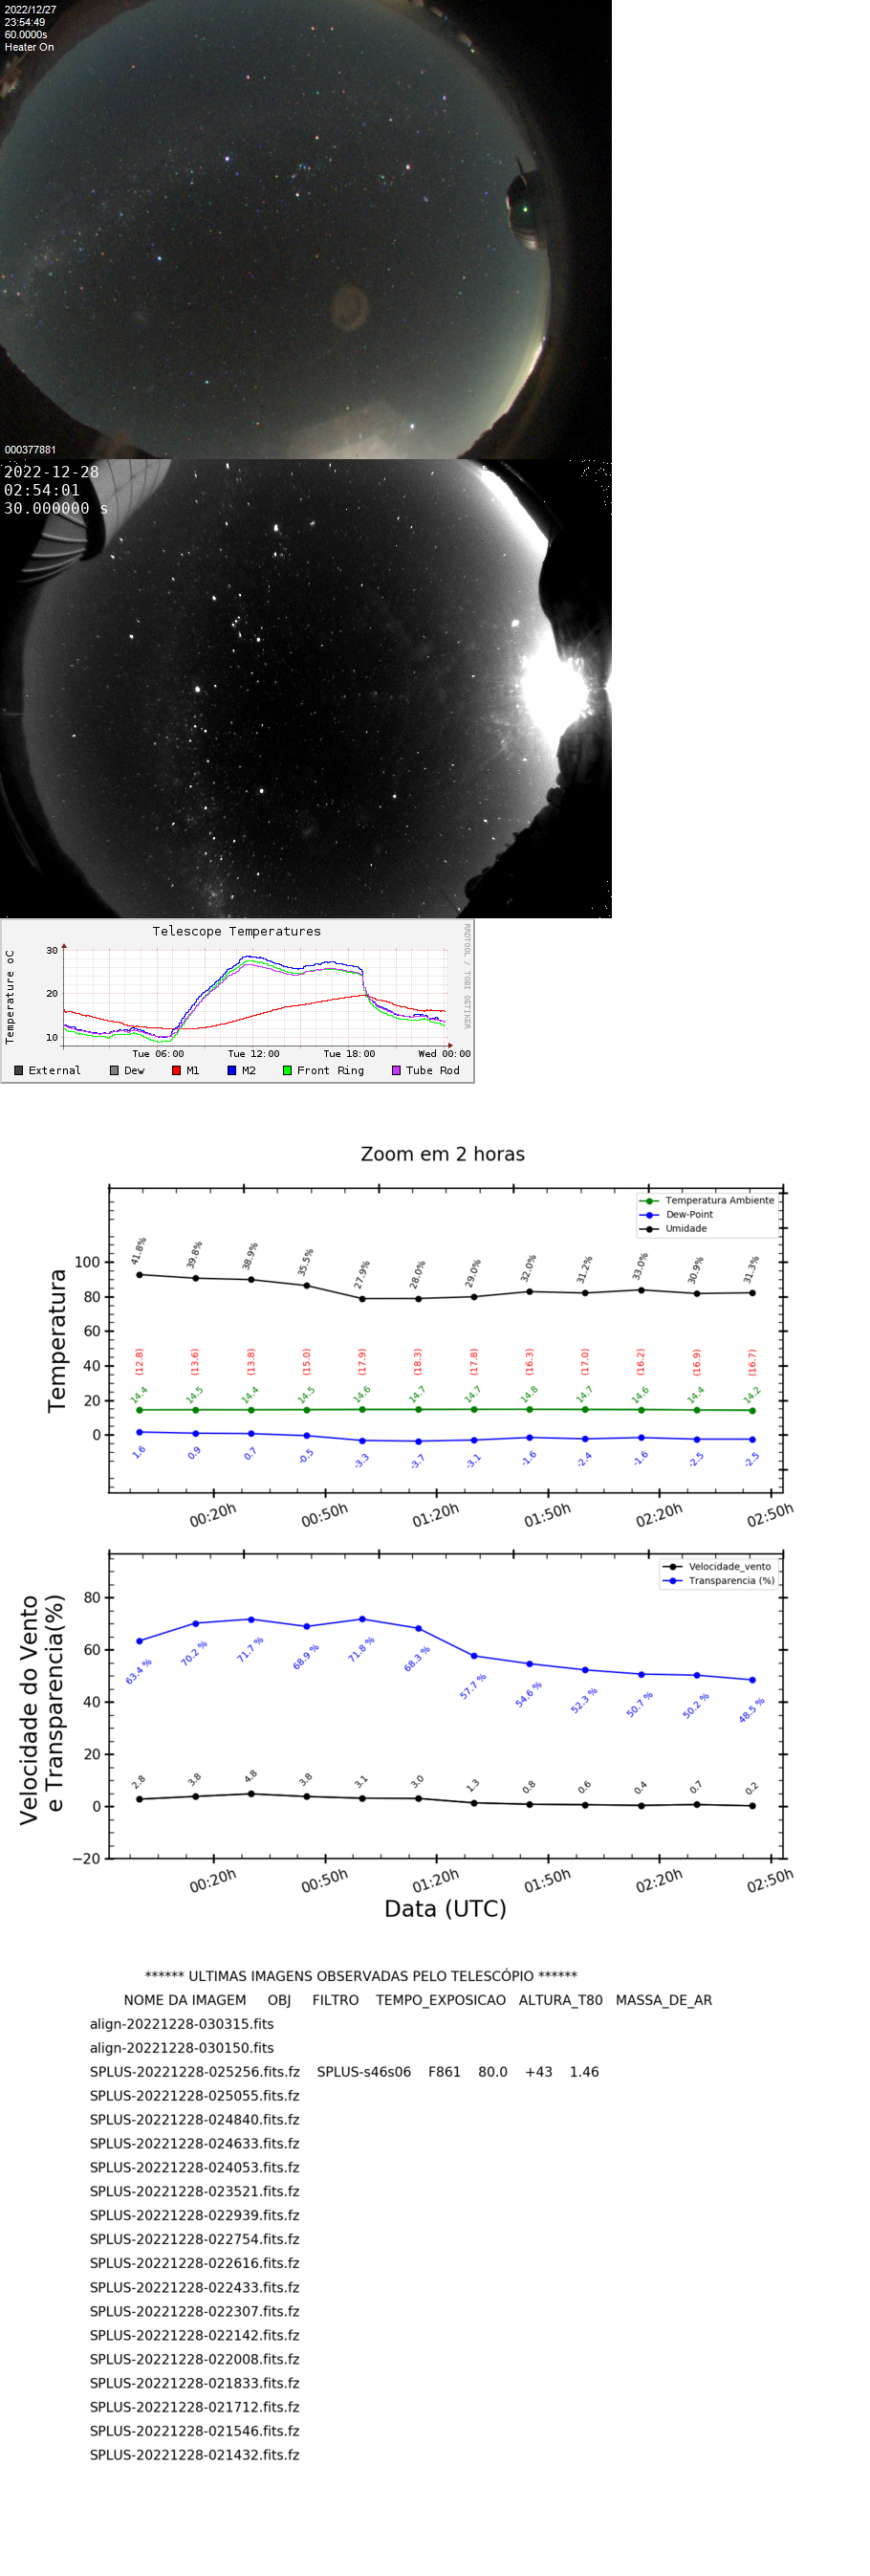 2022/12/27
23:54:49
60.0000s
Heater On
000377881
2022-12-28
02:54:01
30.000000 s
Telescope Temperatures
Temperature oC
RRDTOOL / TOBI OETIKER
30
20
10
Tue 06:00 Tue 12:00 Tue 18:00 Wed 00:00
External Dew M1 M2 Front Ring Tube Rod
Zoom em 2 horas
Temperatura
Temperatura Ambiente
Dew-Point
Umidade
100
80
60
40
20
0
41.8% 39.8% 38.9% 35.5% 27.9% 28.0% 29.0% 32.0% 31.2% 33.0% 30.9% 31.3%
(12.8) (13.6) (13.8) (15.0) (17.9) (18.3) (17.8) (16.3) (17.0) (16.2) (16.9) (16.7)
14.4 14.5 14.4 14.5 14.6 14.7 14.7 14.8 14.7 14.6 14.4 14.2
1.6 0.9 0.7 -0.5 -3.3 -3.7 -3.1 -1.6 -2.4 -1.6 -2.5 -2.5
00:20h 00:50h 01:20h 01:50h 02:20h 02:50h
Velocidade do Vento
e Transparencia(%)
Velocidade_vento
Transparencia (%)
80
60
40
20
0
−20
63.4 % 70.2 % 71.7 % 68.9 % 71.8 % 68.3 % 57.7 % 54.6 % 52.3 % 50.7 % 50.2 % 48.5 %
2.8 3.8 4.8 3.8 3.1 3.0 1.3 0.8 0.6 0.4 0.7 0.2
00:20h 00:50h 01:20h 01:50h 02:20h 02:50h
Data (UTC)
****** ULTIMAS IMAGENS OBSERVADAS PELO TELESCÓPIO ******
NOME DA IMAGEM OBJ FILTRO TEMPO_EXPOSICAO ALTURA_T80 MASSA_DE_AR
align-20221228-030315.fits
align-20221228-030150.fits
SPLUS-20221228-025256.fits.fz SPLUS-s46s06 F861 80.0 +43 1.46
SPLUS-20221228-025055.fits.fz
SPLUS-20221228-024840.fits.fz
SPLUS-20221228-024633.fits.fz
SPLUS-20221228-024053.fits.fz
SPLUS-20221228-023521.fits.fz
SPLUS-20221228-022939.fits.fz
SPLUS-20221228-022754.fits.fz
SPLUS-20221228-022616.fits.fz
SPLUS-20221228-022433.fits.fz
SPLUS-20221228-022307.fits.fz
SPLUS-20221228-022142.fits.fz
SPLUS-20221228-022008.fits.fz
SPLUS-20221228-021833.fits.fz
SPLUS-20221228-021712.fits.fz
SPLUS-20221228-021546.fits.fz
SPLUS-20221228-021432.fits.fz